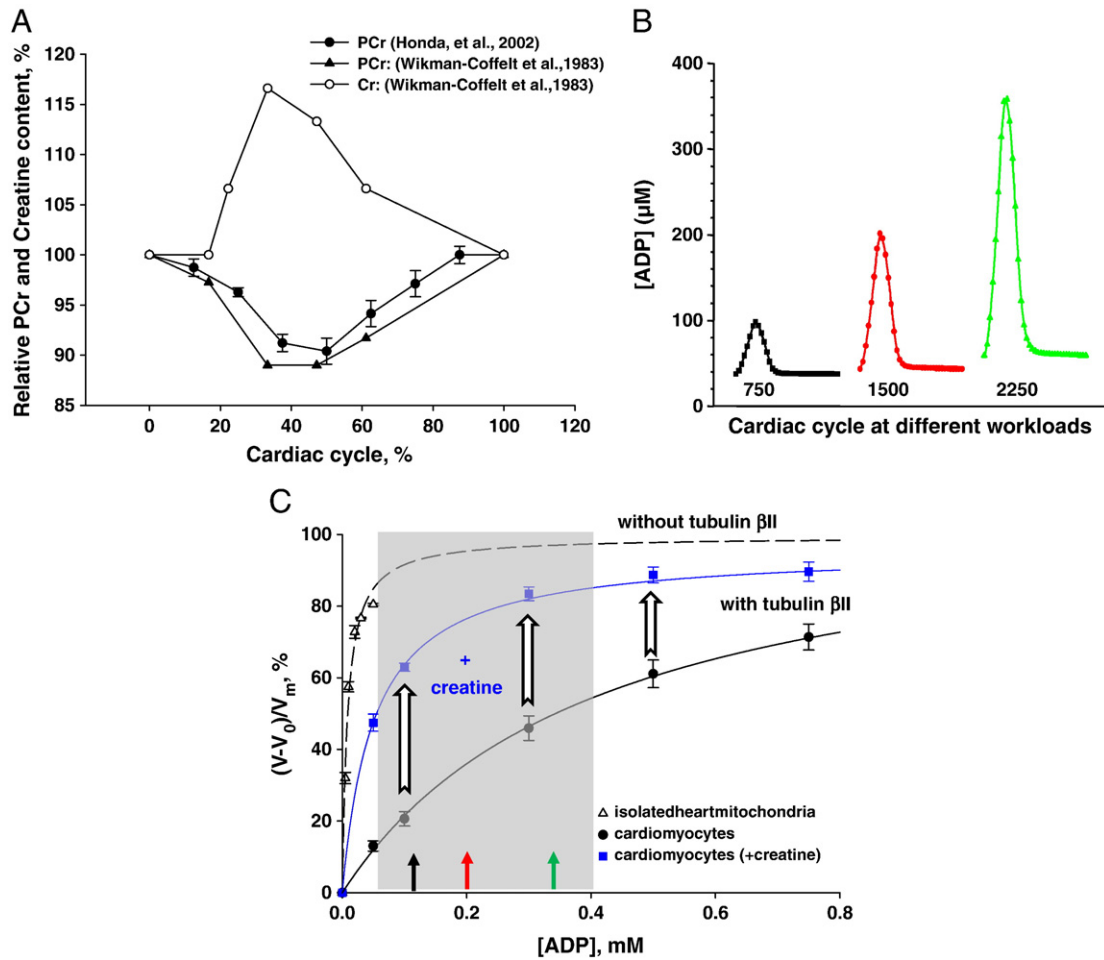 A
Relative PCr and Creatine content, %
120
115
110
105
100
95
90
85
0
20
40
60
80
100
120
Cardiac cycle, %
PCr (Honda, et al., 2002)
PCr: (Wikman-Coffelt et al.,1983)
Cr: (Wikman-Coffelt et al.,1983)
B
[ADP] (μM)
400
300
200
100
0
750
1500
2250
Cardiac cycle at different workloads
C
(V-V₀)/Vₘ, %
100
80
60
40
20
0
without tubulin βII
with tubulin βII
+
creatine
isolatedheartmitochondria
cardiomyocytes
cardiomyocytes (+creatine)
0.0
0.2
0.4
0.6
0.8
[ADP], mM